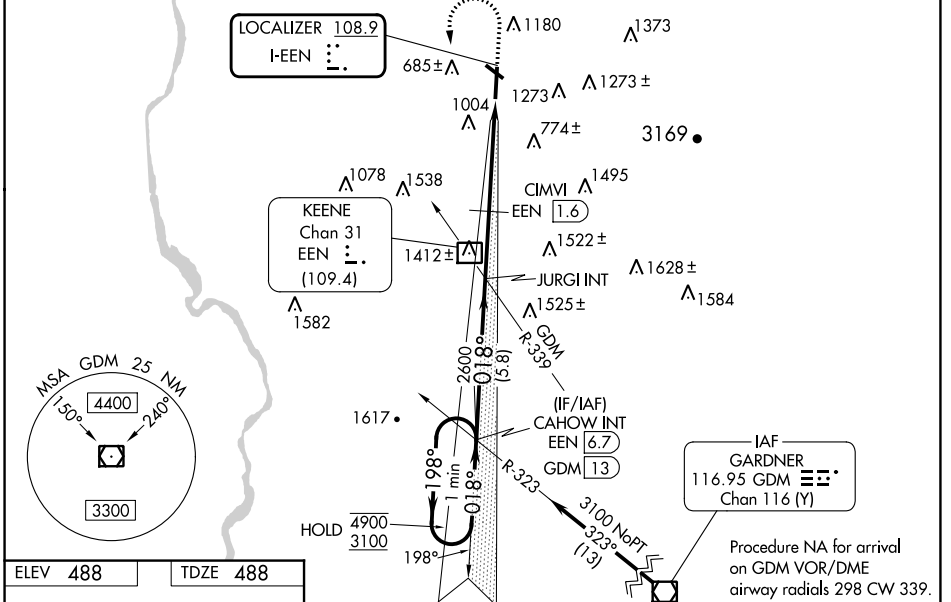 LOCALIZER 108.9
I-EEN
1180
1373
685±
1273
1273±
1004
774±
3169
1078
1538
CIMVI
EEN 1.6
1495
KEENE
Chan 31
EEN
(109.4)
1412±
1522±
JURGI INT
1628±
1584
1582
1525±
GDM
R-339
2600
018°
(5.8)
MSA GDM 25 NM
150°
4400
240°
3300
1617
(IF/IAF)
CAHOW INT
EEN 6.7
GDM 13
R-323
198°
1 min
018°
HOLD
4900
3100
198°
3100 NoPT
323°
(13)
IAF
GARDNER
116.95 GDM
Chan 116 (Y)
Procedure NA for arrival
on GDM VOR/DME
airway radials 298 CW 339.
ELEV 488
TDZE 488